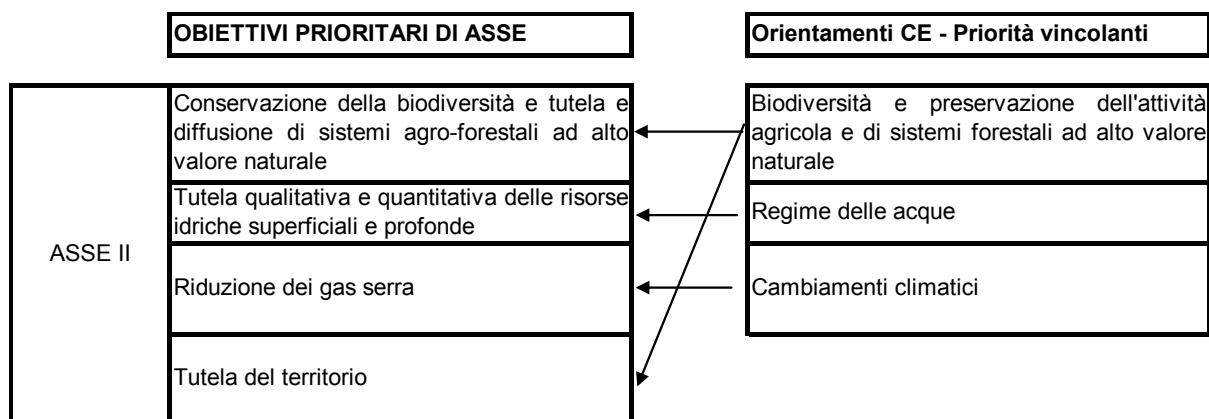 OBIETTIVI PRIORITARI DI ASSE
Orientamenti CE - Priorità vincolanti
ASSE II
Conservazione della biodiversità e tutela e
diffusione di sistemi agro-forestali ad alto
valore naturale
Biodiversità e preservazione dell'attività
agricola e di sistemi forestali ad alto valore
naturale
Tutela qualitativa e quantitativa delle risorse
idriche superficiali e profonde
Regime delle acque
Riduzione dei gas serra
Cambiamenti climatici
Tutela del territorio